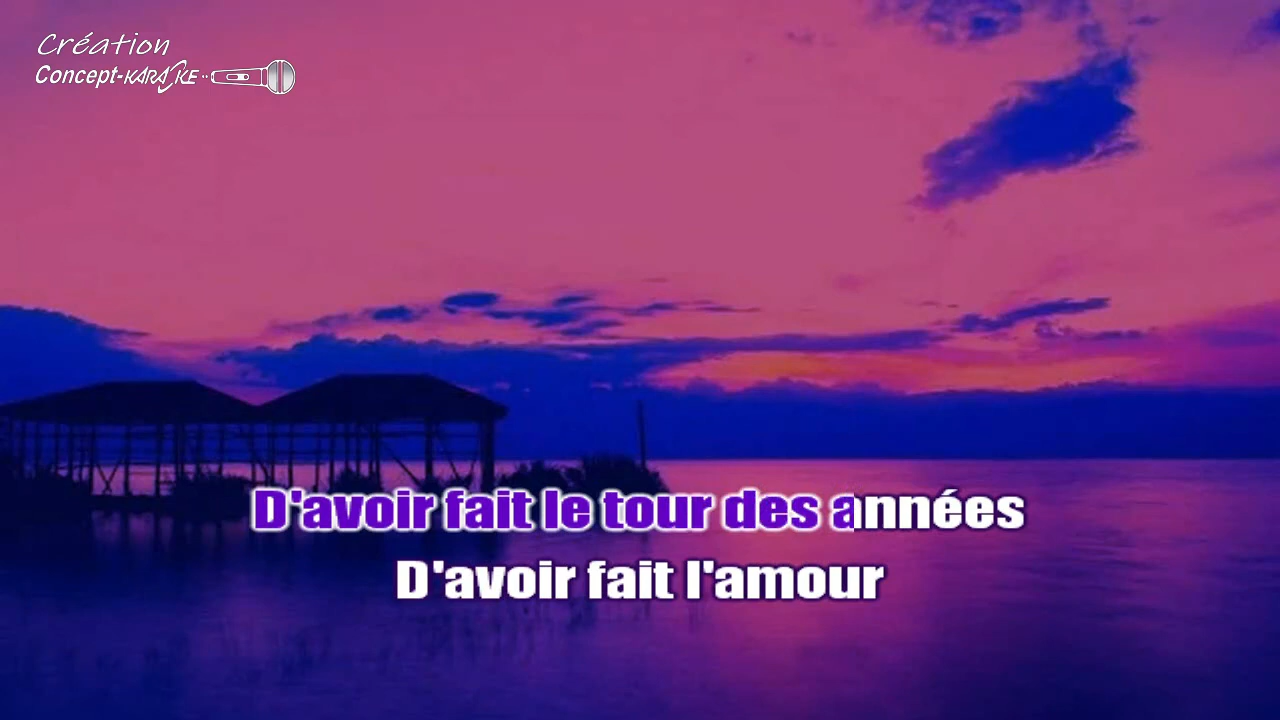 Création
Concept-KARAOKE
D'avoir fait le tour des années
D'avoir fait l'amour